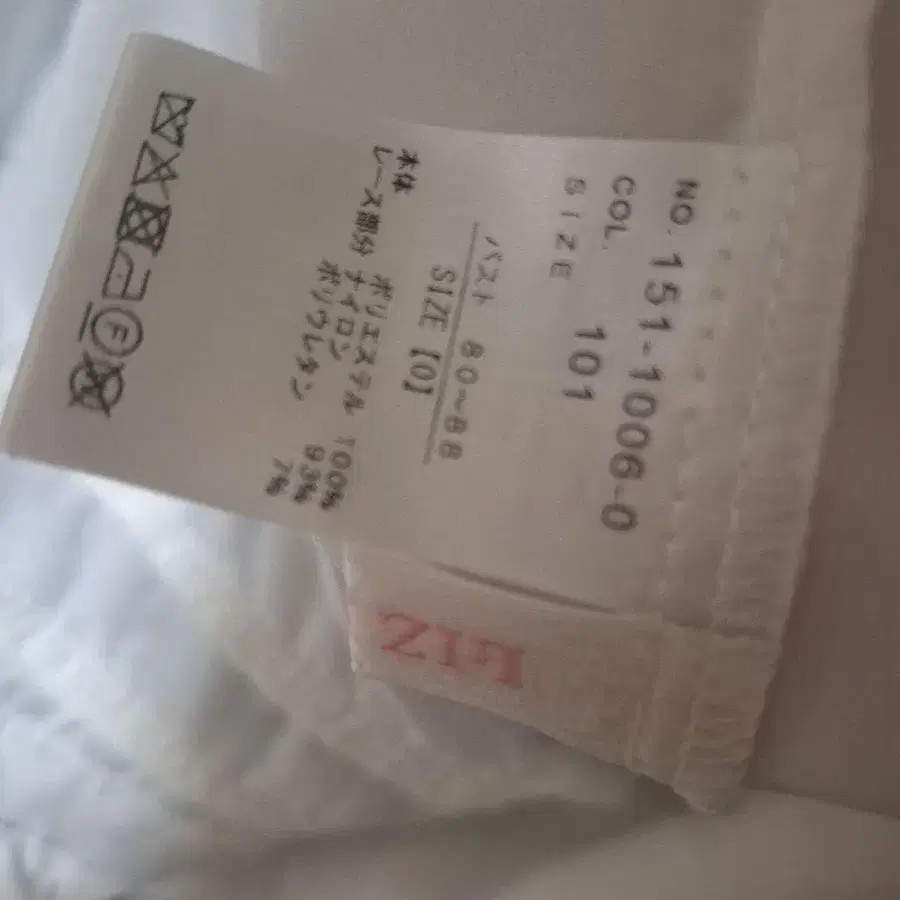 NO. 151-1006-0
COL. 101
SIZE
バスト 80~88
SIZE [0]
本体 ポリエステル 100%
レース部分 ナイロン 93%
ポリウレタン 7%
F
LIZ